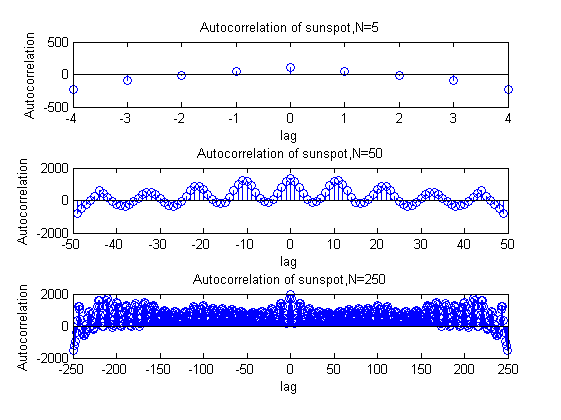 Autocorrelation of sunspot,N=5
Autocorrelation
500
0
-500
-4 -3 -2 -1 0 1 2 3 4
lag
Autocorrelation of sunspot,N=50
Autocorrelation
2000
0
-2000
-50 -40 -30 -20 -10 0 10 20 30 40 50
lag
Autocorrelation of sunspot,N=250
Autocorrelation
2000
0
-2000
-250 -200 -150 -100 -50 0 50 100 150 200 250
lag